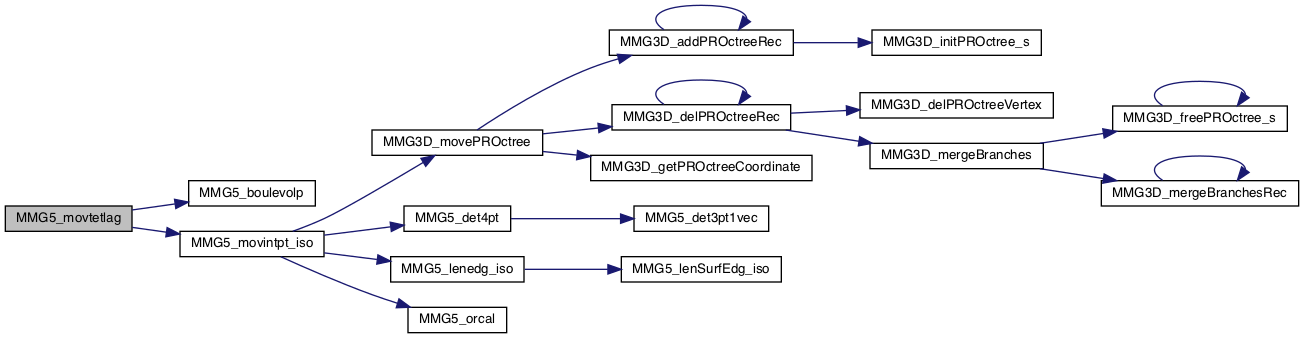 MMG3D_addPROctreeRec
MMG3D_initPROctree_s
MMG3D_delPROctreeRec
MMG3D_delPROctreeVertex
MMG3D_freePROctree_s
MMG3D_movePROctree
MMG3D_mergeBranches
MMG3D_getPROctreeCoordinate
MMG3D_mergeBranchesRec
MMG5_boulevolp
MMG5_movtetlag
MMG5_det4pt
MMG5_det3pt1vec
MMG5_movintpt_iso
MMG5_lenedg_iso
MMG5_lenSurfEdg_iso
MMG5_orcal